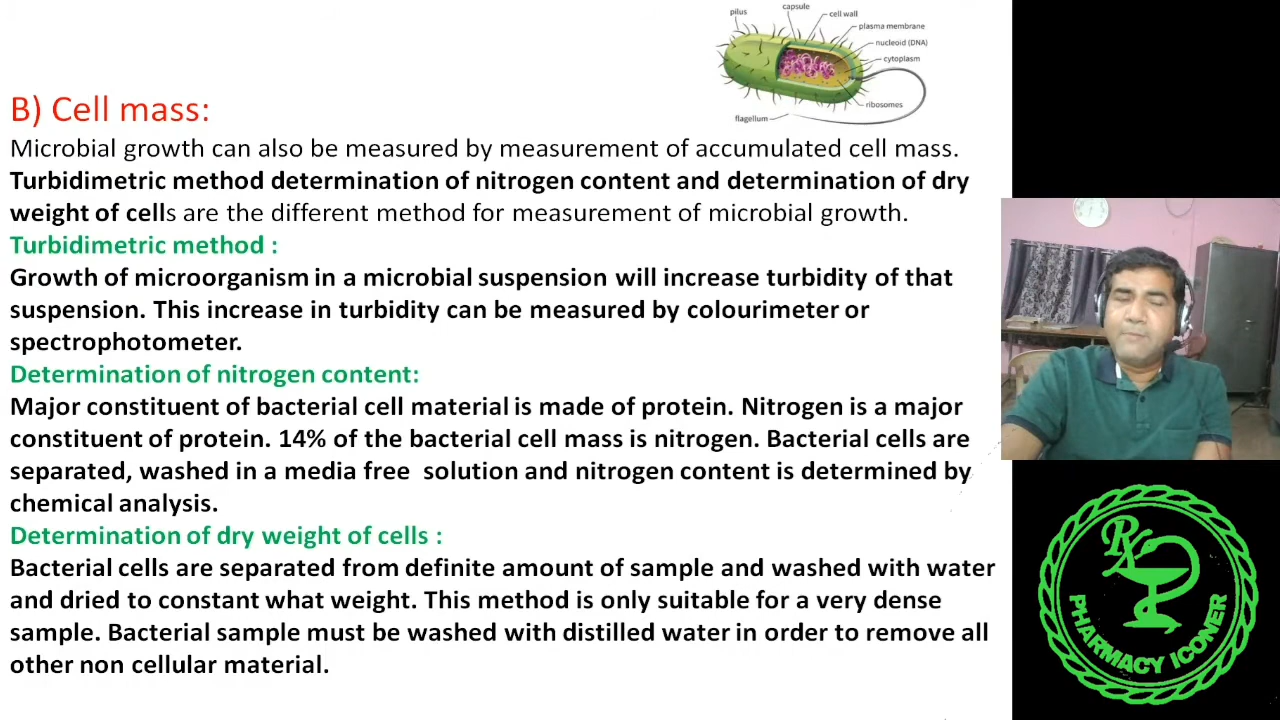 pilus
capsule
cell wall
plasma membrane
nucleoid (DNA)
cytoplasm
ribosomes
flagellum
B) Cell mass:
Microbial growth can also be measured by measurement of accumulated cell mass.
Turbidimetric method determination of nitrogen content and determination of dry
weight of cells are the different method for measurement of microbial growth.
Turbidimetric method :
Growth of microorganism in a microbial suspension will increase turbidity of that
suspension. This increase in turbidity can be measured by colourimeter or
spectrophotometer.
Determination of nitrogen content:
Major constituent of bacterial cell material is made of protein. Nitrogen is a major
constituent of protein. 14% of the bacterial cell mass is nitrogen. Bacterial cells are
separated, washed in a media free solution and nitrogen content is determined by
chemical analysis.
Determination of dry weight of cells :
Bacterial cells are separated from definite amount of sample and washed with water
and dried to constant what weight. This method is only suitable for a very dense
sample. Bacterial sample must be washed with distilled water in order to remove all
other non cellular material.
Rx
PHARMACY ICONER